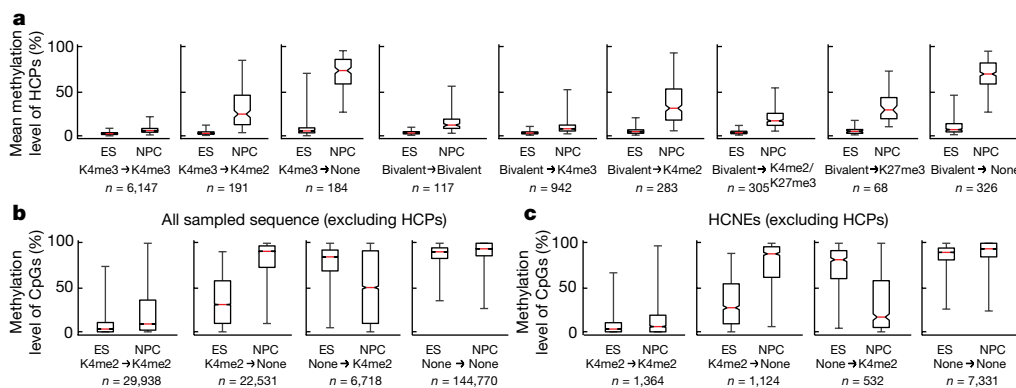 a
Mean methylation level of HCPs (%)
100
50
0
ES NPC ES NPC ES NPC ES NPC ES NPC ES NPC ES NPC ES NPC ES NPC
K4me3→K4me3 K4me3→K4me2 K4me3→None Bivalent→Bivalent Bivalent→K4me3 Bivalent→K4me2 Bivalent→K4me2/K27me3 Bivalent→K27me3 Bivalent→None
n = 6,147 n = 191 n = 184 n = 117 n = 942 n = 283 n = 305 n = 68 n = 326
b
All sampled sequence (excluding HCPs)
Methylation level of CpGs (%)
100
50
0
ES NPC ES NPC ES NPC ES NPC
K4me2→K4me2 K4me2→None None→K4me2 None→None
n = 29,938 n = 22,531 n = 6,718 n = 144,770
c
HCNEs (excluding HCPs)
Methylation level of CpGs (%)
100
50
0
ES NPC ES NPC ES NPC ES NPC
K4me2→K4me2 K4me2→None None→K4me2 None→None
n = 1,364 n = 1,124 n = 532 n = 7,331